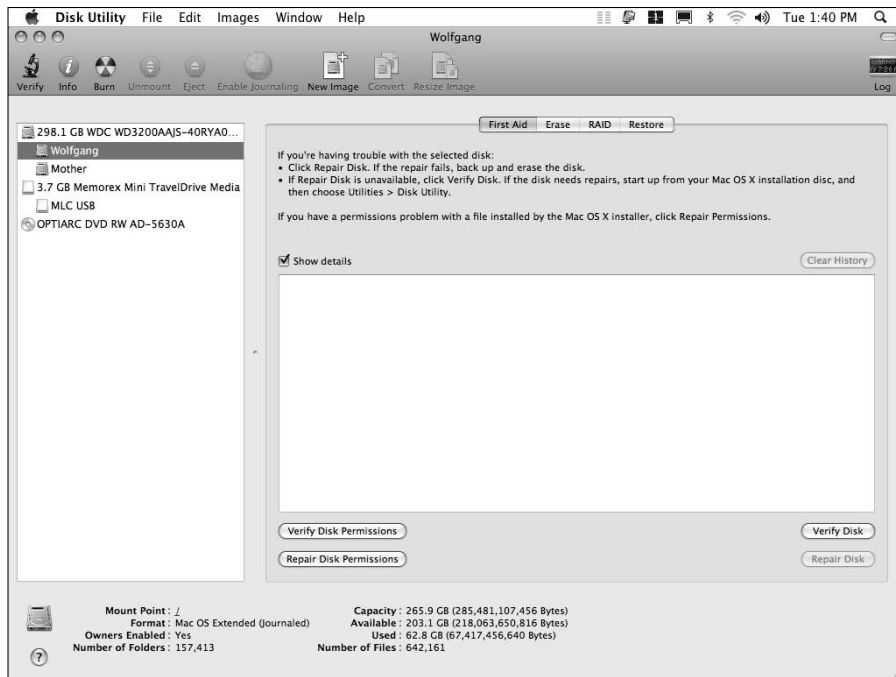 Disk Utility File Edit Images Window Help Tue 1:40 PM
Wolfgang
Verify Info Burn Unmount Eject Enable Journaling New Image Convert Resize Image Log
First Aid Erase RAID Restore
298.1 GB WDC WD3200AAJS-40RYA0...
Wolfgang
Mother
3.7 GB Memorex Mini TravelDrive Media
MLC USB
OPTIARC DVD RW AD-5630A
If you're having trouble with the selected disk:
• Click Repair Disk. If the repair fails, back up and erase the disk.
• If Repair Disk is unavailable, click Verify Disk. If the disk needs repairs, start up from your Mac OS X installation disc, and
then choose Utilities > Disk Utility.
If you have a permissions problem with a file installed by the Mac OS X installer, click Repair Permissions.
Show details Clear History
Verify Disk Permissions Verify Disk
Repair Disk Permissions Repair Disk
Mount Point : / Capacity : 265.9 GB (285,481,107,456 Bytes)
Format : Mac OS Extended (Journaled) Available : 203.1 GB (218,063,650,816 Bytes)
Owners Enabled : Yes Used : 62.8 GB (67,417,456,640 Bytes)
Number of Folders : 157,413 Number of Files : 642,161
?